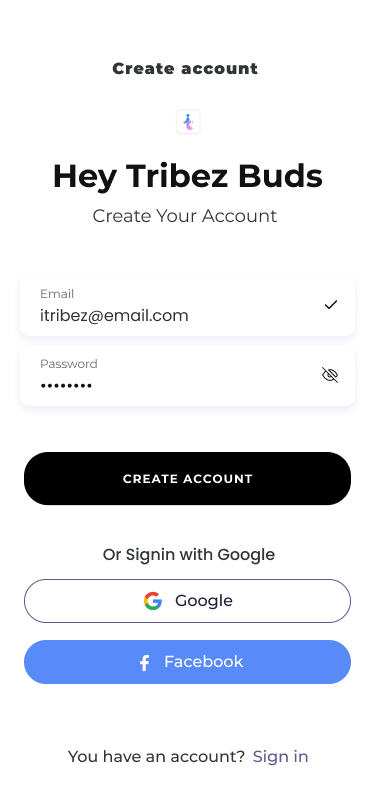 Create account
Hey Tribez Buds
Create Your Account
Email
itribez@email.com
Password
••••••••
CREATE ACCOUNT
Or Signin with Google
Google
Facebook
You have an account? Sign in